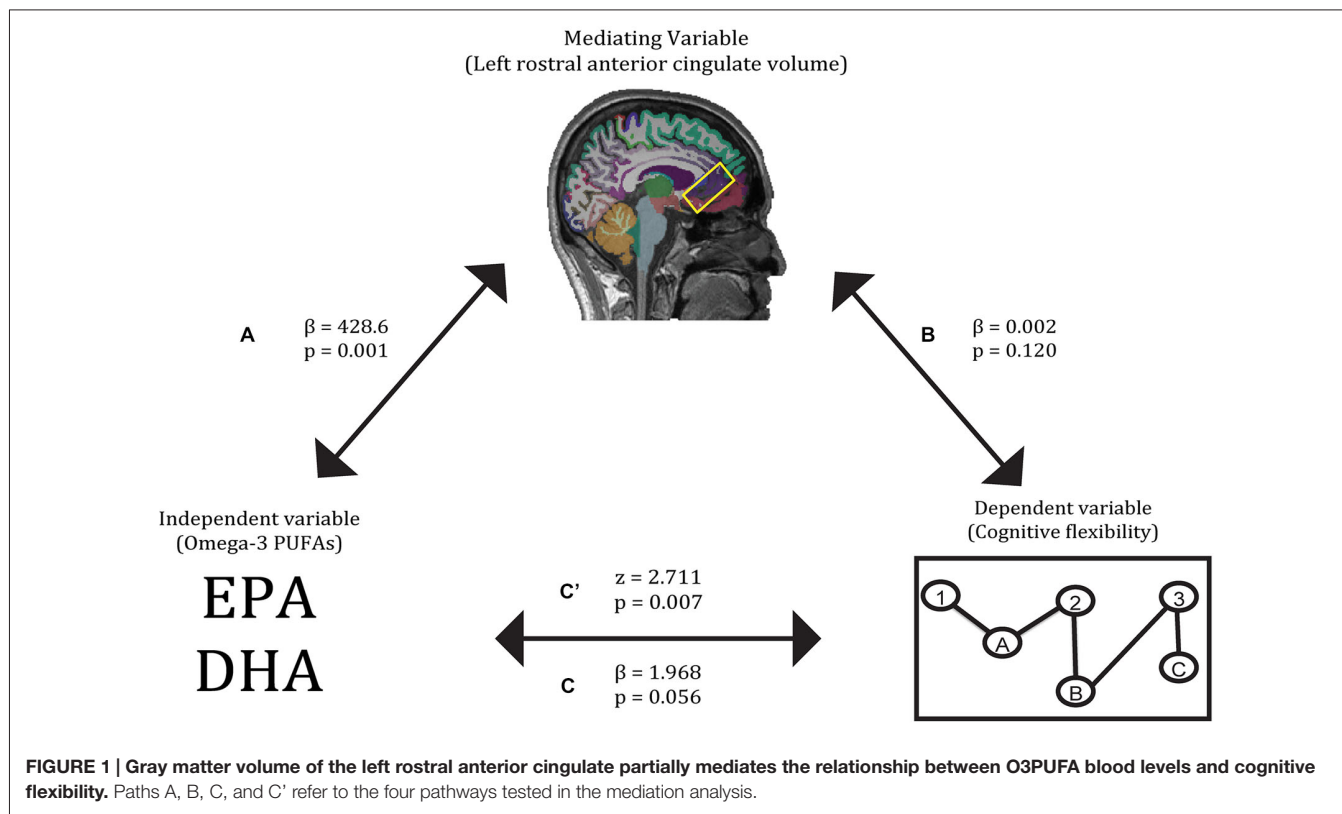 Mediating Variable
(Left rostral anterior cingulate volume)
A
β = 428.6
p = 0.001
B
β = 0.002
p = 0.120
Independent variable
(Omega-3 PUFAs)
EPA
DHA
C'
z = 2.711
p = 0.007
C
β = 1.968
p = 0.056
Dependent variable
(Cognitive flexibility)
1
A
2
B
3
C
FIGURE 1 | Gray matter volume of the left rostral anterior cingulate partially mediates the relationship between O3PUFA blood levels and cognitive
flexibility. Paths A, B, C, and C' refer to the four pathways tested in the mediation analysis.